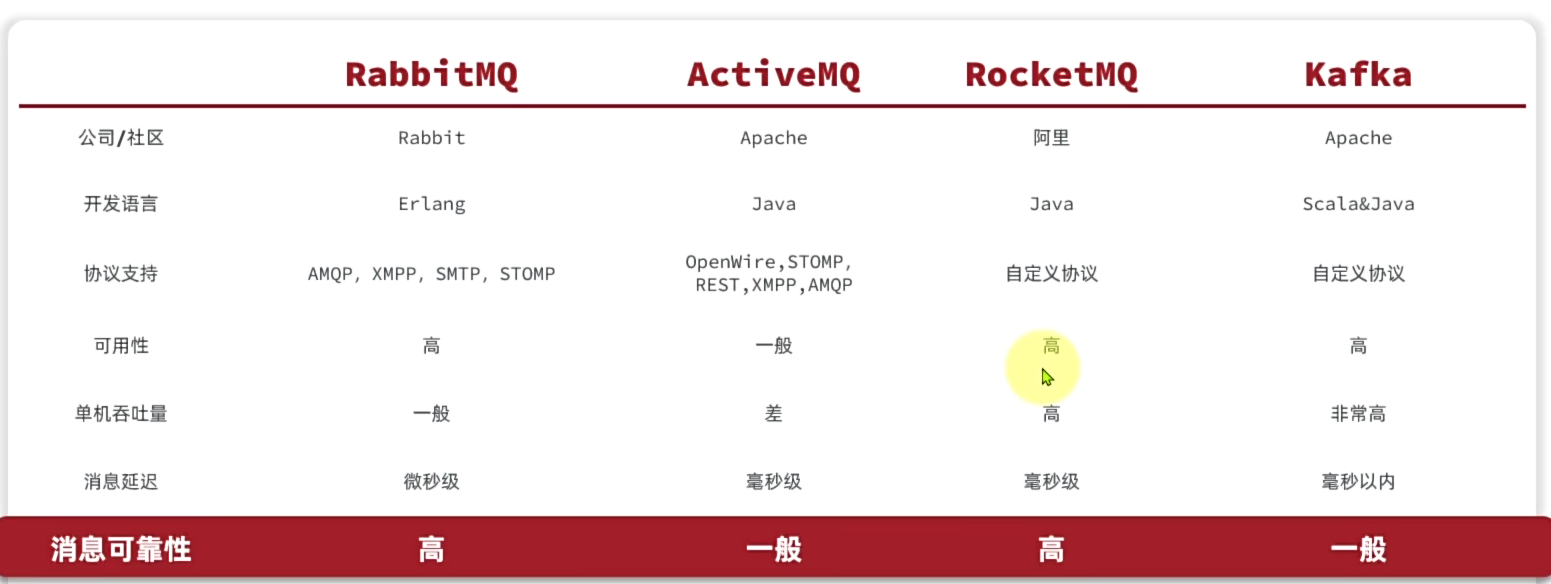 RabbitMQ ActiveMQ RocketMQ Kafka
公司/社区 Rabbit Apache 阿里 Apache
开发语言 Erlang Java Java Scala&Java
协议支持 AMQP, XMPP, SMTP, STOMP OpenWire,STOMP, REST,XMPP,AMQP 自定义协议 自定义协议
可用性 高 一般 高 高
单机吞吐量 一般 差 高 非常高
消息延迟 微秒级 毫秒级 毫秒级 毫秒以内
消息可靠性 高 一般 高 一般